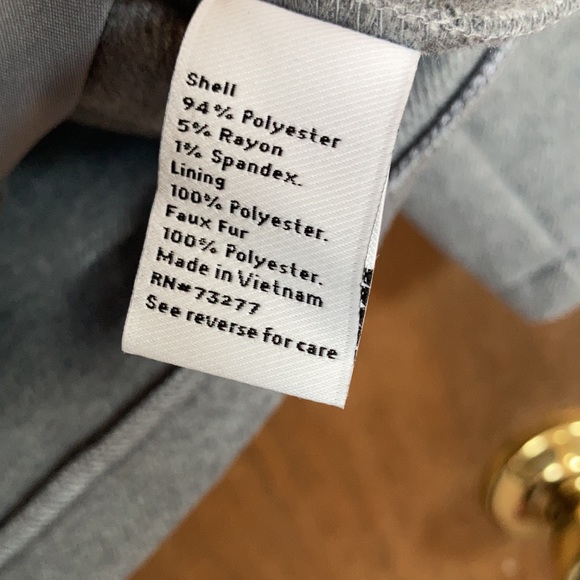 Shell
94% Polyester
5% Rayon
1% Spandex.
Lining
100% Polyester.
Faux Fur
100% Polyester.
Made in Vietnam
RN#73277
See reverse for care